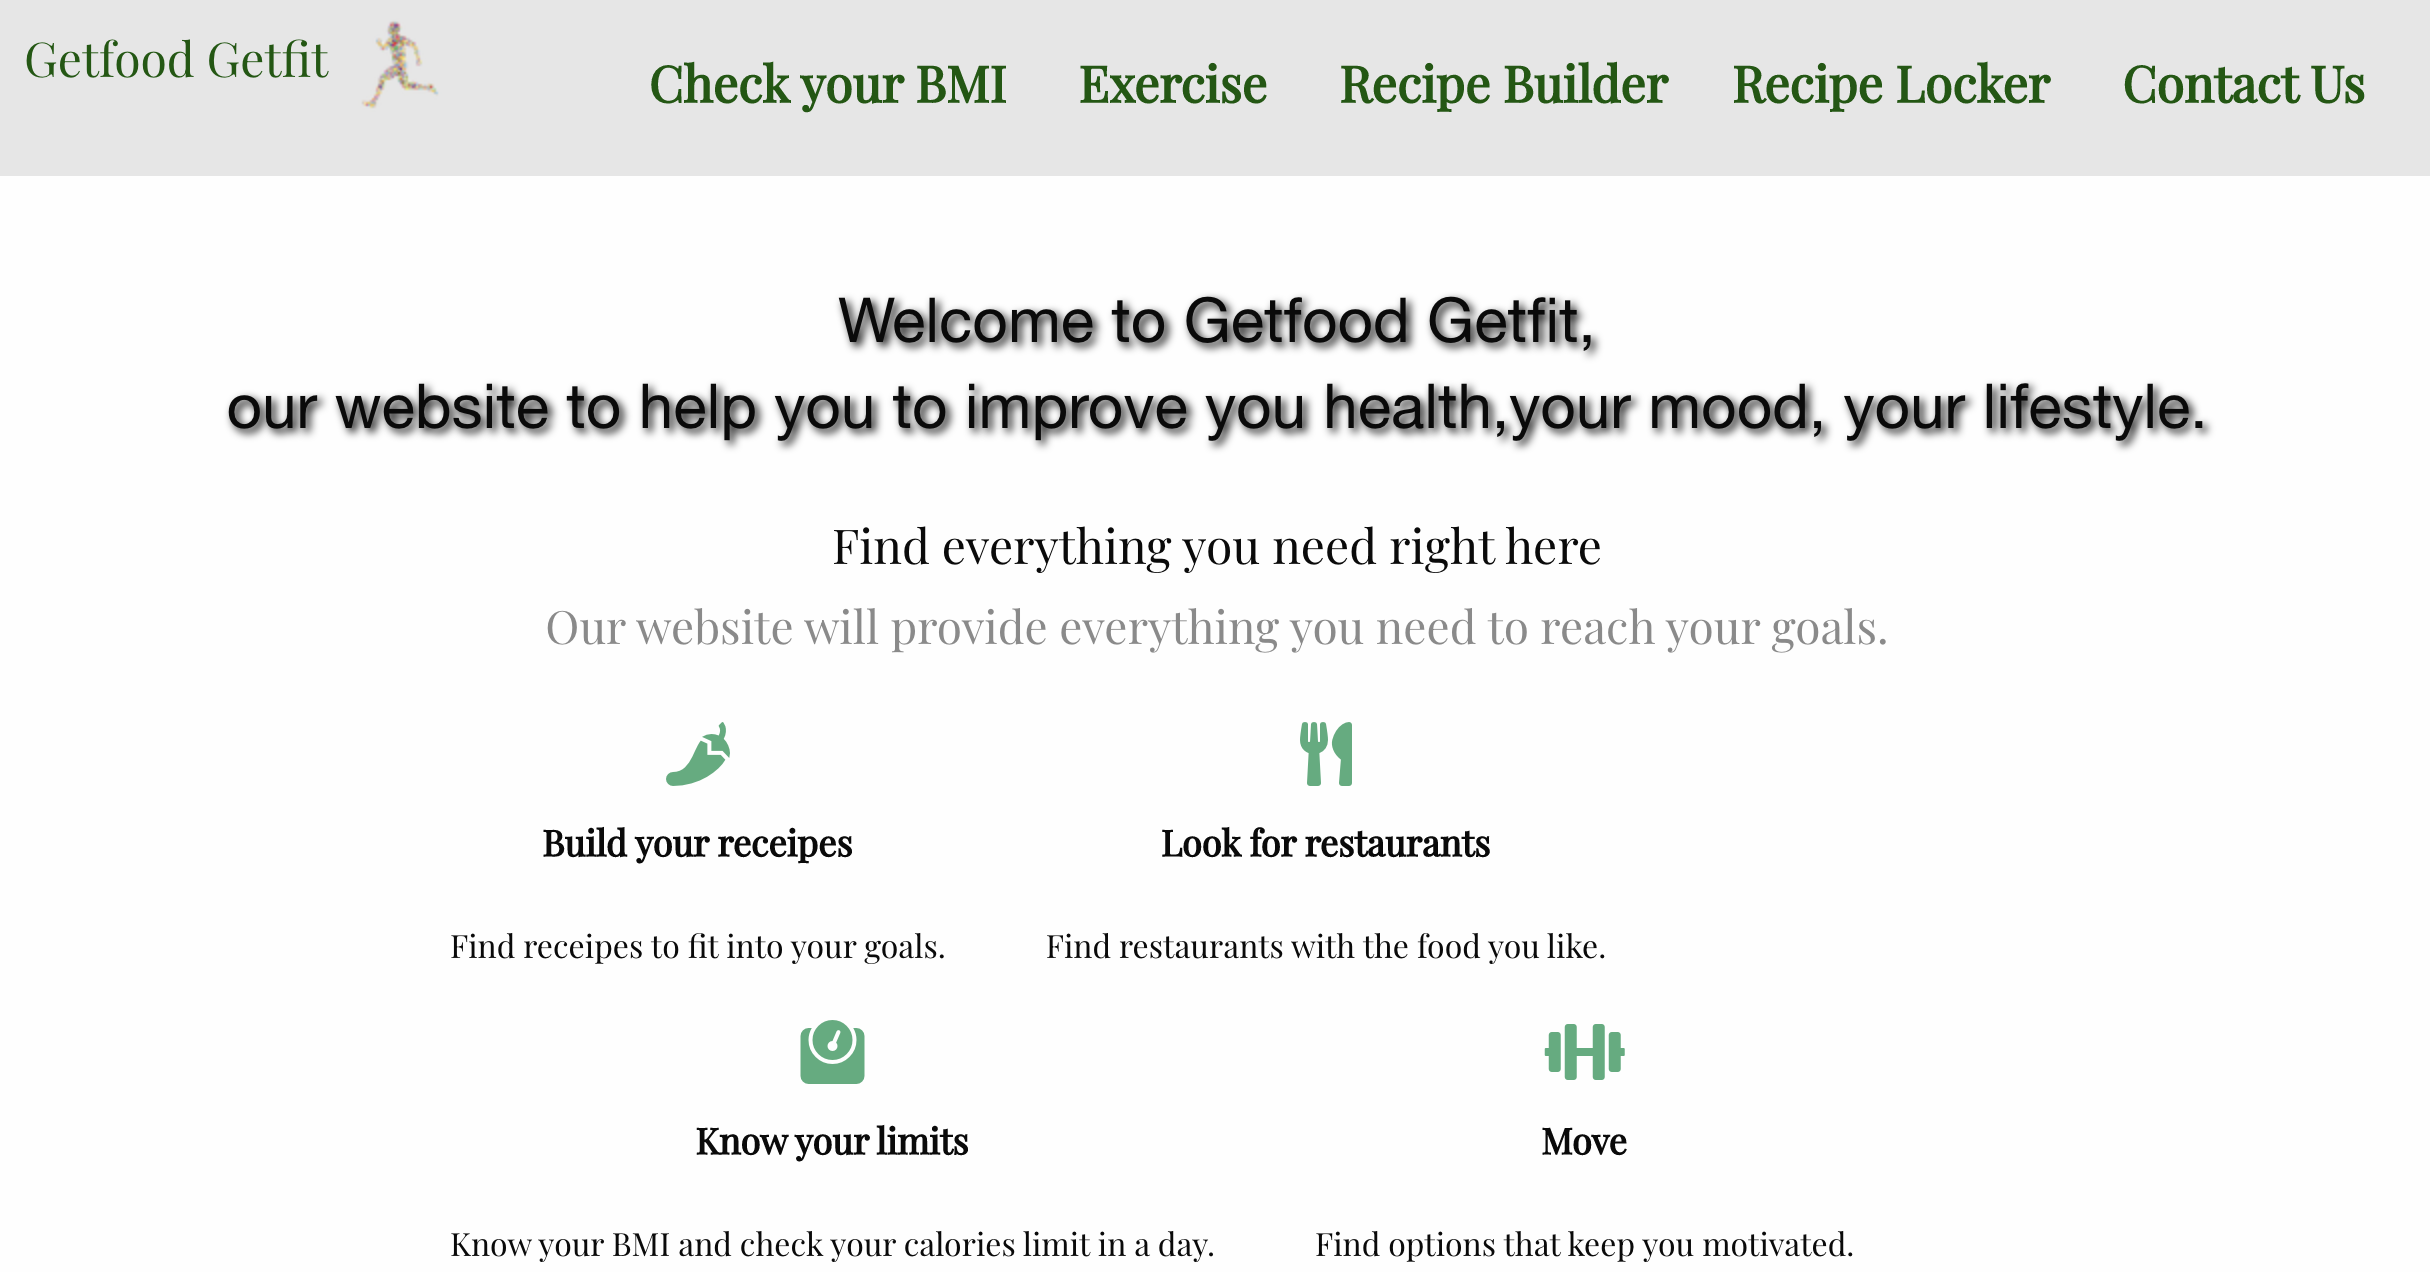 Getfood Getfit
Check your BMI Exercise Recipe Builder Recipe Locker Contact Us
Welcome to Getfood Getfit,
our website to help you to improve you health,your mood, your lifestyle.
Find everything you need right here
Our website will provide everything you need to reach your goals.
Build your receipes
Find receipes to fit into your goals.
Look for restaurants
Find restaurants with the food you like.
Know your limits
Know your BMI and check your calories limit in a day.
Move
Find options that keep you motivated.